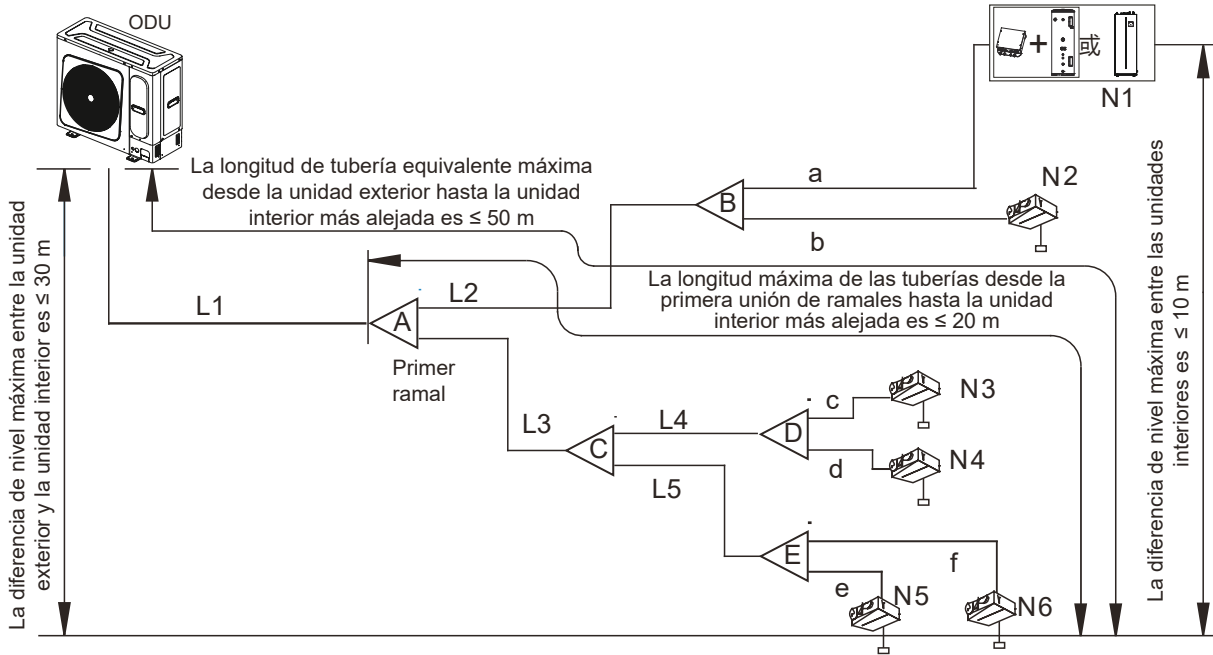 ODU
+
或
N1
La longitud de tubería equivalente máxima
desde la unidad exterior hasta la unidad
interior más alejada es ≤ 50 m
a
N2
B
b
La diferencia de nivel máxima entre la unidad
exterior y la unidad interior es ≤ 30 m
La diferencia de nivel máxima entre las unidades
interiores es ≤ 10 m
La longitud máxima de las tuberías desde la
primera unión de ramales hasta la unidad
interior más alejada es ≤ 20 m
L1
L2
A
Primer
ramal
c
N3
L3
L4
D
C
d
N4
L5
E
f
e
N5
N6